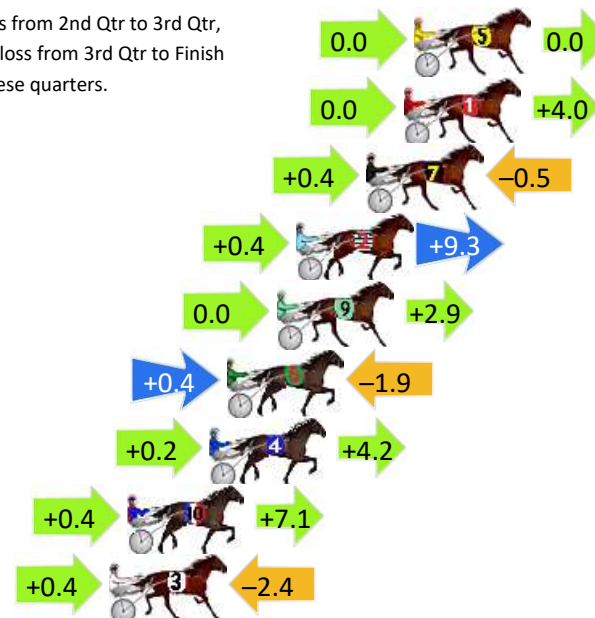 s from 2nd Qtr to 3rd Qtr,
loss from 3rd Qtr to Finish
ese quarters.
0.0 5 0.0
0.0 1 +4.0
+0.4 7 –0.5
+0.4 2 +9.3
0.0 9 +2.9
+0.4 6 –1.9
+0.2 4 +4.2
+0.4 10 +7.1
+0.4 3 –2.4